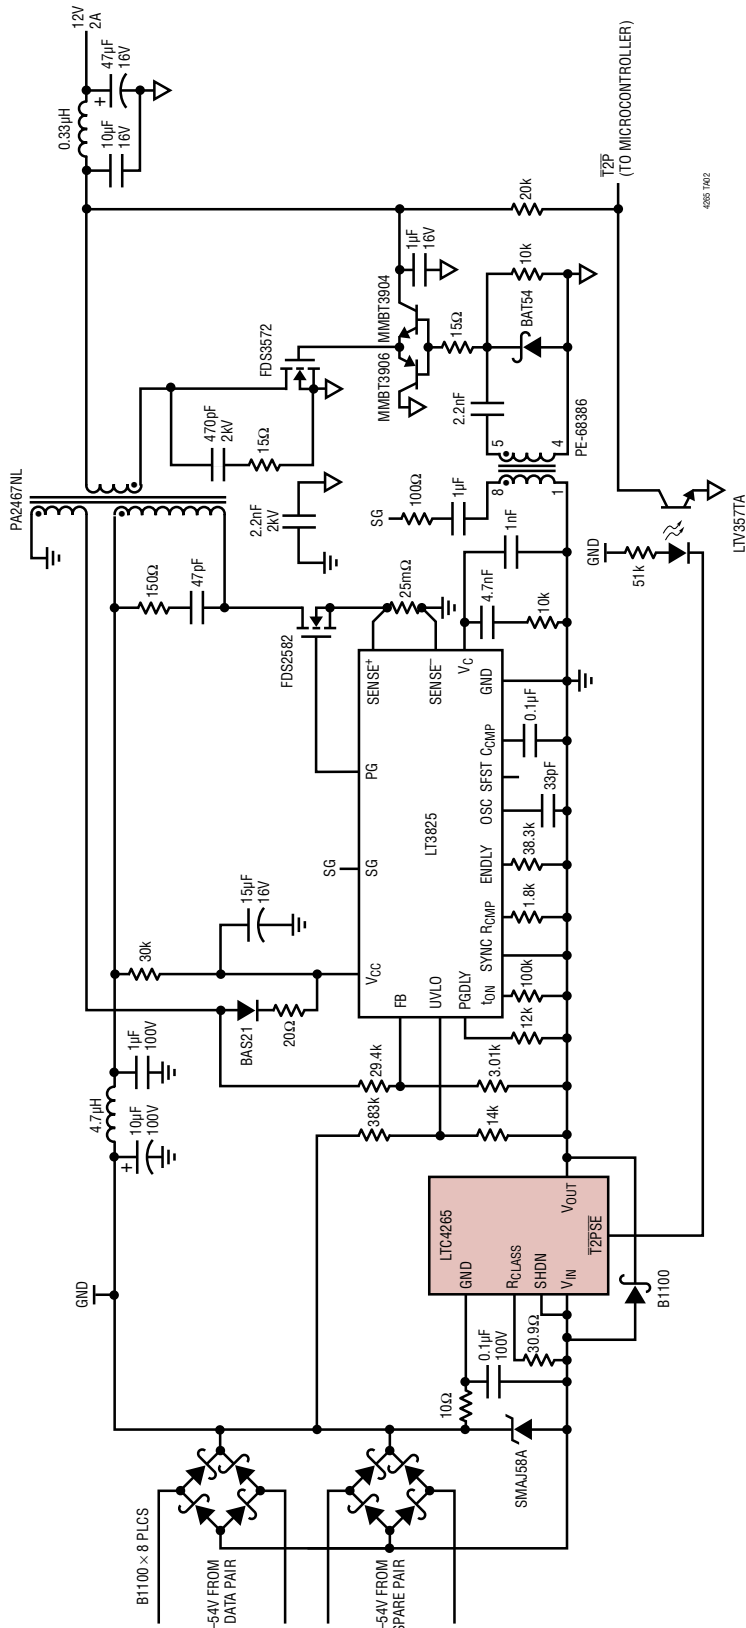 12V
2A
47µF
16V
+
0.33µH
10µF
16V
T2P
(TO MICROCONTROLLER)
4265 TA02
20k
1µF
16V
10k
MMBT3904
MMBT3906
15Ω
BAT54
FDS3572
2.2nF
470pF
2kV
15Ω
5
4
PE-68386
8
1
PA2467NL
2.2nF
2kV
SG
100Ω
1µF
1nF
GND
51k
LTV357TA
150Ω
47pF
25mΩ
4.7nF
10k
FDS2582
SENSE+
SENSE–
VC
GND
0.1µF
CCMP
PG
SFST
33pF
OSC
LT3825
38.3k
ENDLY
SG
SG
1.8k
RCMP
15µF
16V
30k
SYNC
VCC
100k
tON
FB
UVLO
PGDLY
12k
BAS21
20Ω
29.4k
3.01k
383k
14k
1µF
100V
4.7µH
10µF
100V
+
LTC4265
GND
RCLASS
SHDN
VIN
VOUT
T2PSE
B1100
GND
30.9Ω
0.1µF
100V
10Ω
SMAJ58A
B1100 × 8 PLCS
–54V FROM
DATA PAIR
–54V FROM
SPARE PAIR